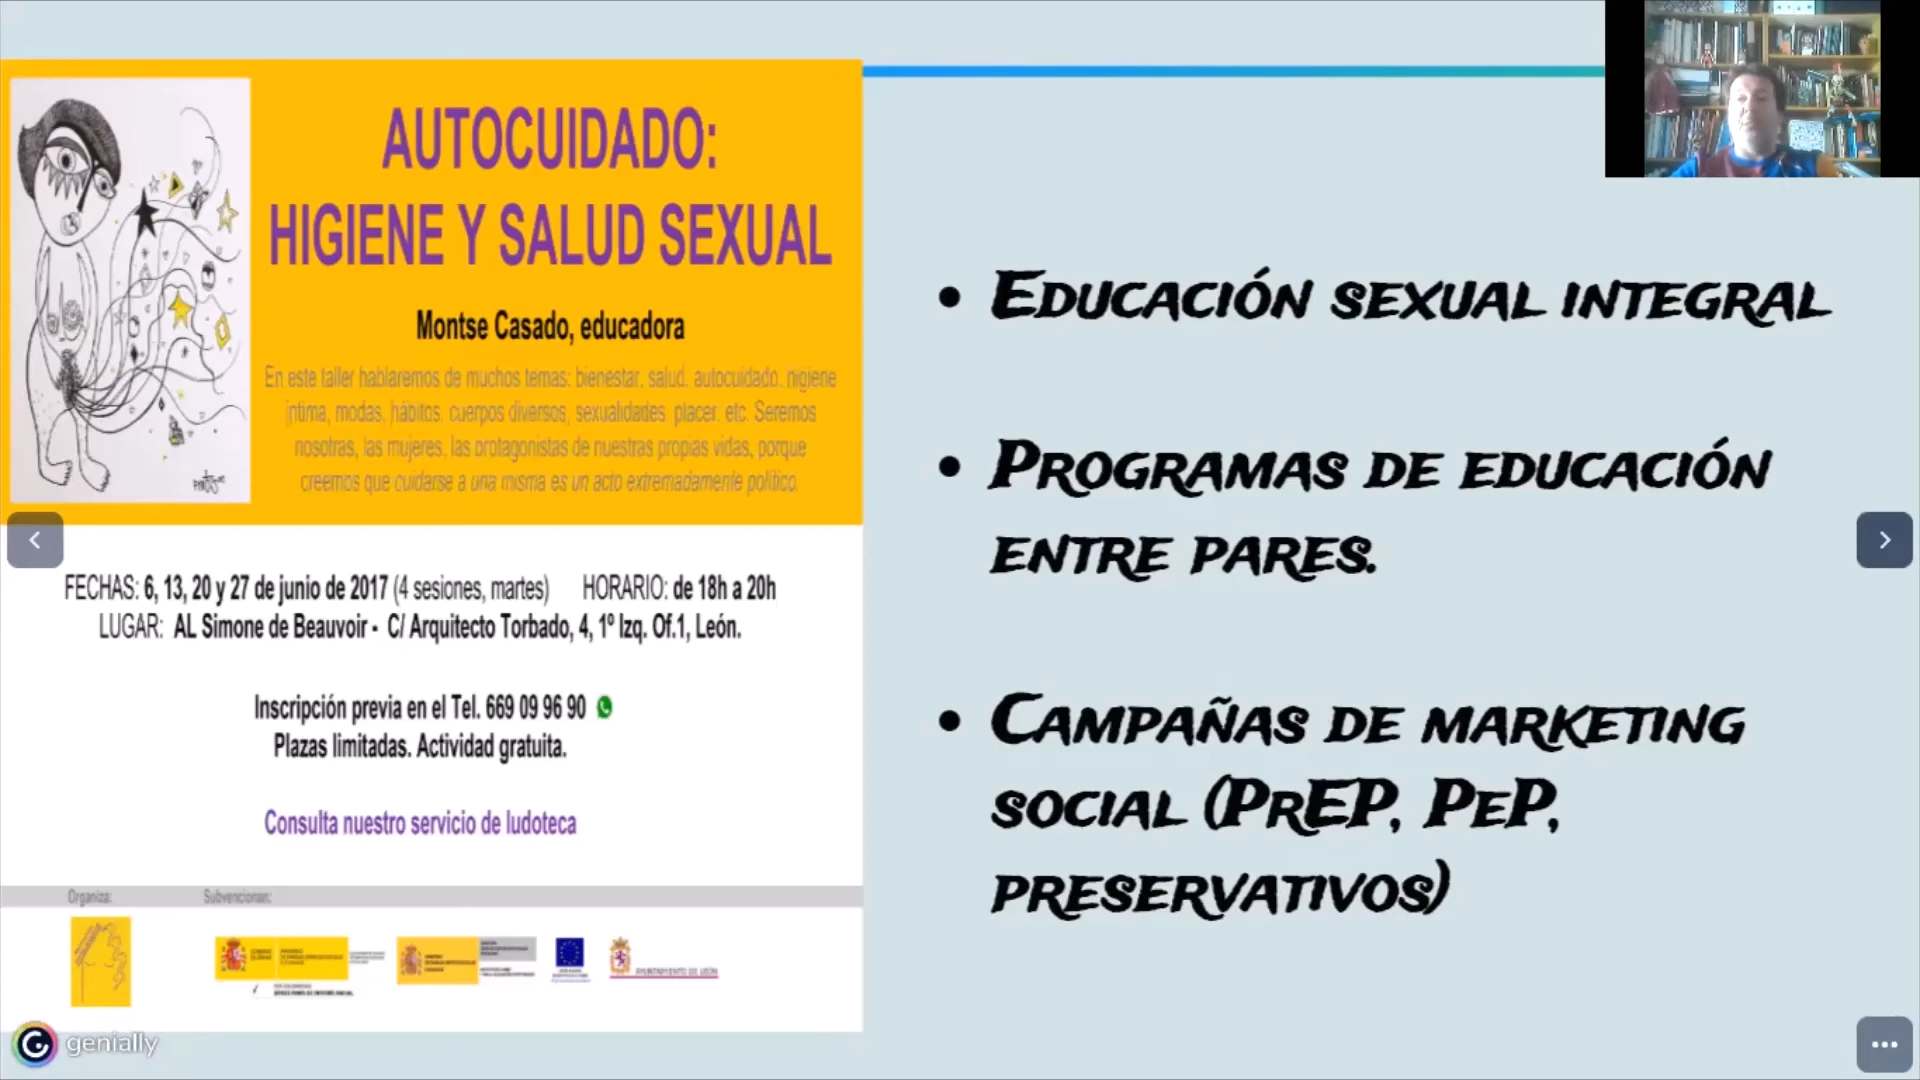 AUTOCUIDADO:
HIGIENE Y SALUD SEXUAL
Montse Casado, educadora
En este taller hablaremos de muchos temas: bienestar, salud, autocuidado, higiene
íntima, modas, hábitos, cuerpos diversos, sexualidades, placer, etc. Seremos
nosotras, las mujeres, las protagonistas de nuestras propias vidas, porque
creemos que cuidarse a una misma es un acto extremadamente político.
FECHAS: 6, 13, 20 y 27 de junio de 2017 (4 sesiones, martes) HORARIO: de 18h a 20h
LUGAR: AL Simone de Beauvoir - C/ Arquitecto Torbado, 4, 1º Izq. Of.1, León.
Inscripción previa en el Tel. 669 09 96 90
Plazas limitadas. Actividad gratuita.
Consulta nuestro servicio de ludoteca
Organiza: Subvencionan:
AYUNTAMIENTO DE LEÓN
genially
• Educación sexual integral
• Programas de educación
entre pares.
• Campañas de marketing
social (PrEP, PeP,
preservativos)